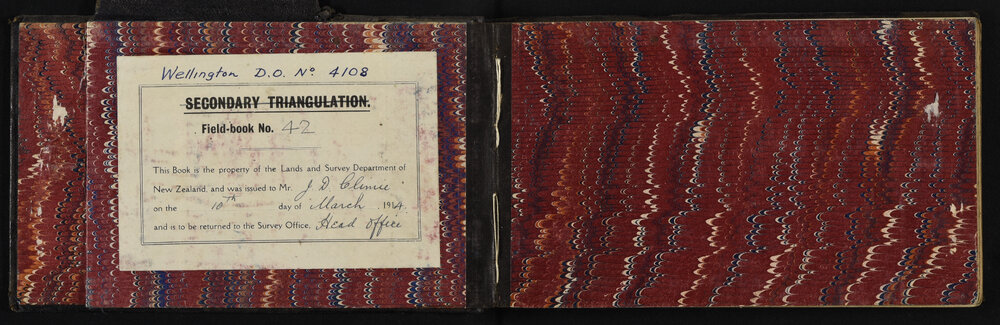 Wellington D.O. Nº 4108
SECONDARY TRIANGULATION.
Field-book No. 42
This Book is the property of the Lands and Survey Department of
New Zealand, and was issued to Mr. J. D. Climie
on the 10th day of March 1914
and is to be returned to the Survey Office, Head Office